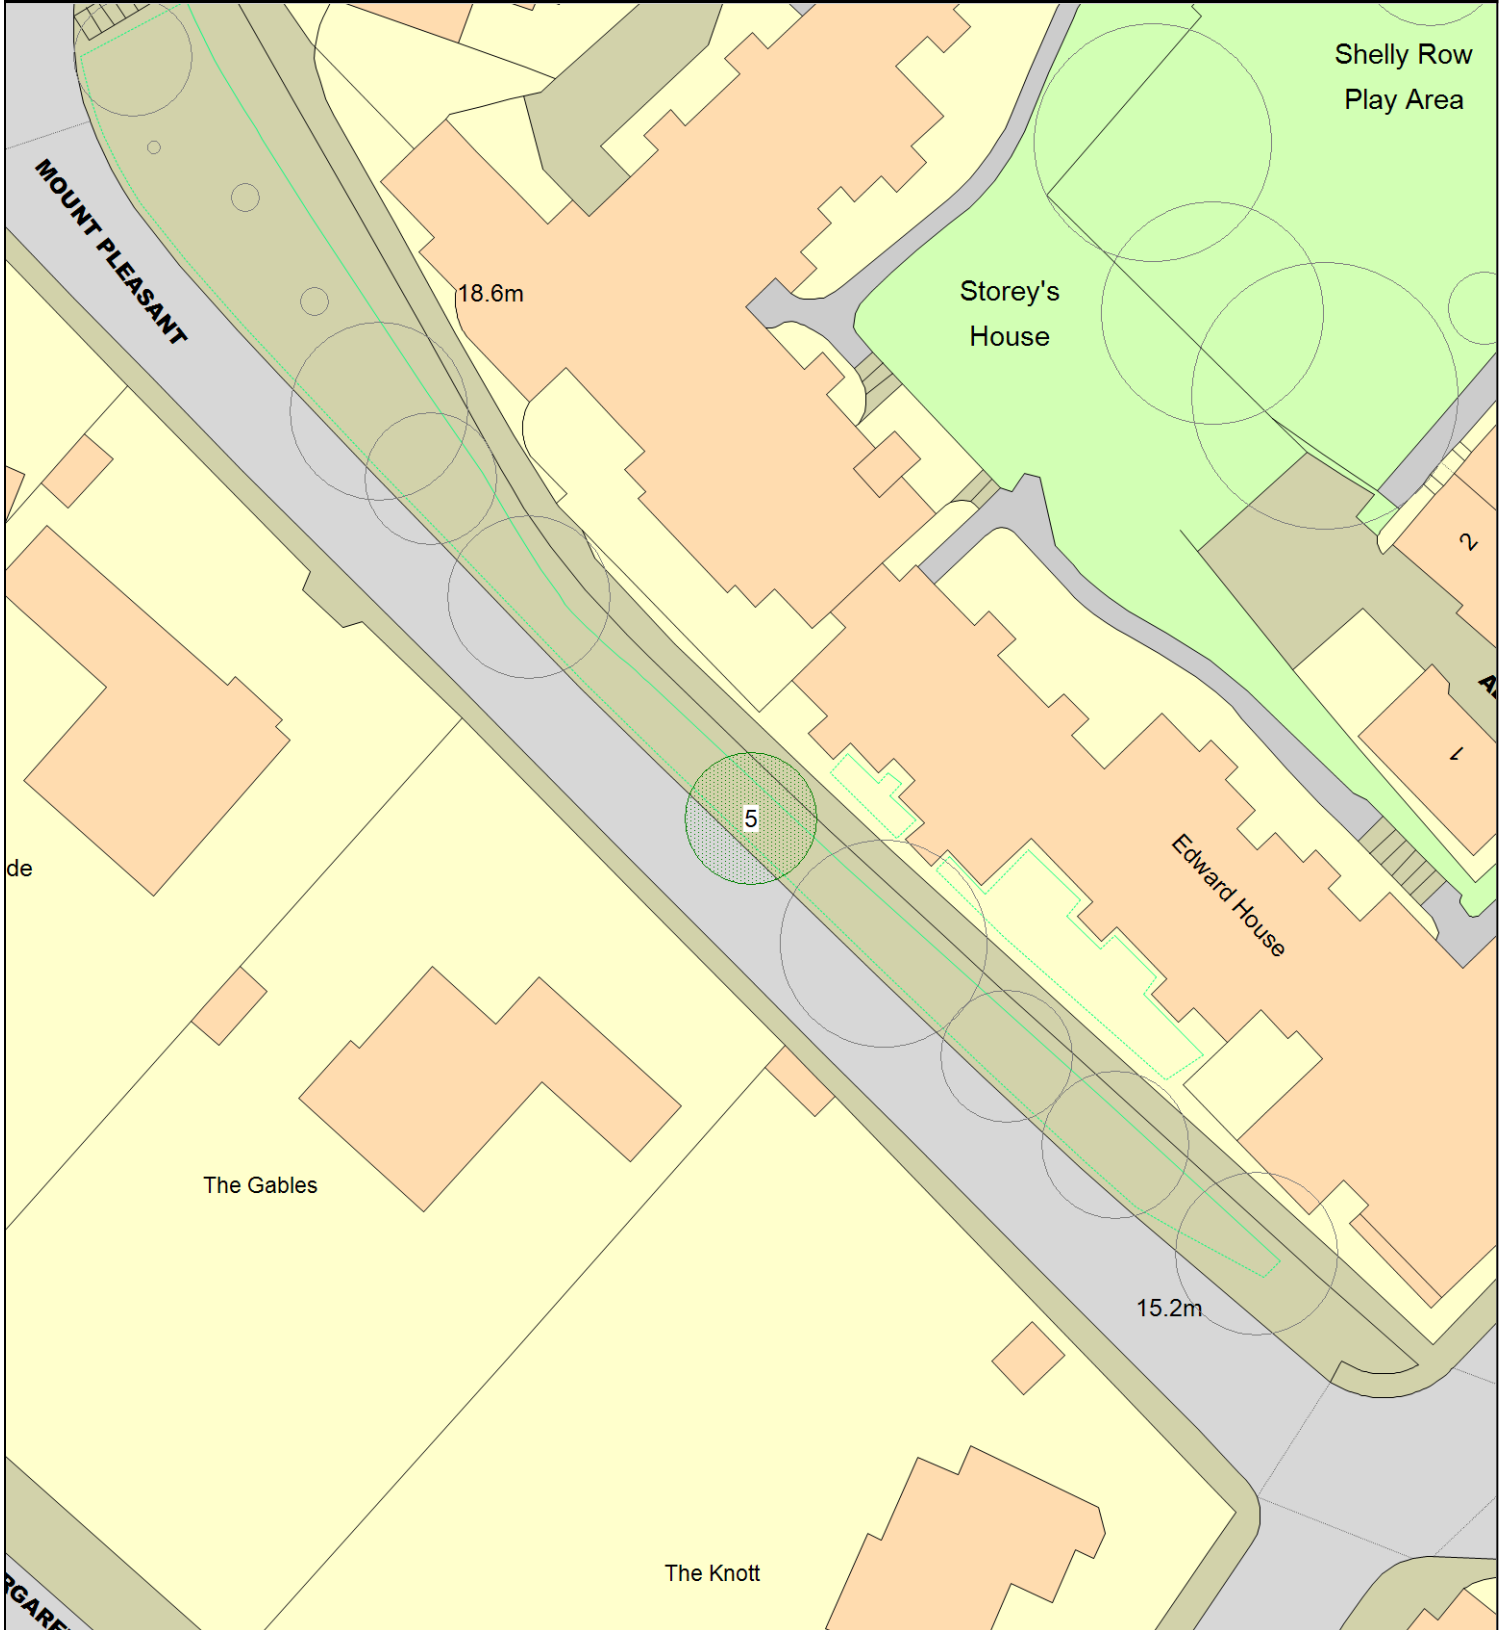 Shelly Row
Play Area
MOUNT PLEASANT
18.6m
Storey's
House
2
1
5
Edward House
de
The Gables
15.2m
The Knott